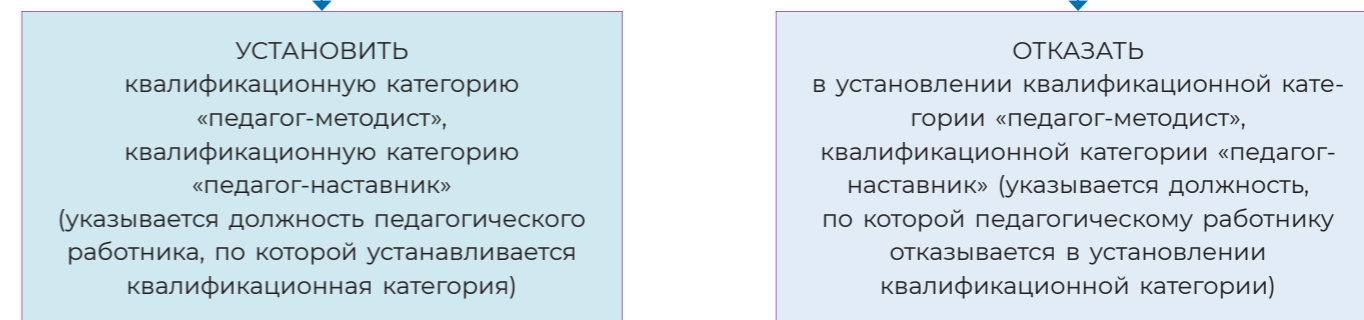 УСТАНОВИТЬ
квалификационную категорию
«педагог-методист»,
квалификационную категорию
«педагог-наставник»
(указывается должность педагогического
работника, по которой устанавливается
квалификационная категория)
ОТКАЗАТЬ
в установлении квалификационной кате-
гории «педагог-методист»,
квалификационной категории «педагог-
наставник» (указывается должность,
по которой педагогическому работнику
отказывается в установлении
квалификационной категории)